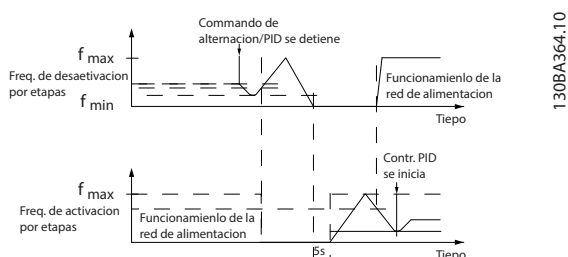 Commando de
alternacion/PID se detiene
f max
Freq. de desaetivacion
por etapas
f min
Funcionamienlo de la
red de alimentacion
Tiepo
130BA364.10
Contr. PID
se inicia
f max
Freq. de activacion
por etapas
Funcionamienlo de la
red de alimentacion
5s
Tiepo